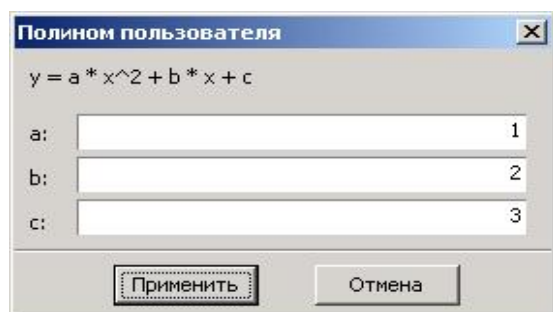 Полином пользователя
y = a * x^2 + b * x + c
a: 1
b: 2
c: 3
Применить Отмена